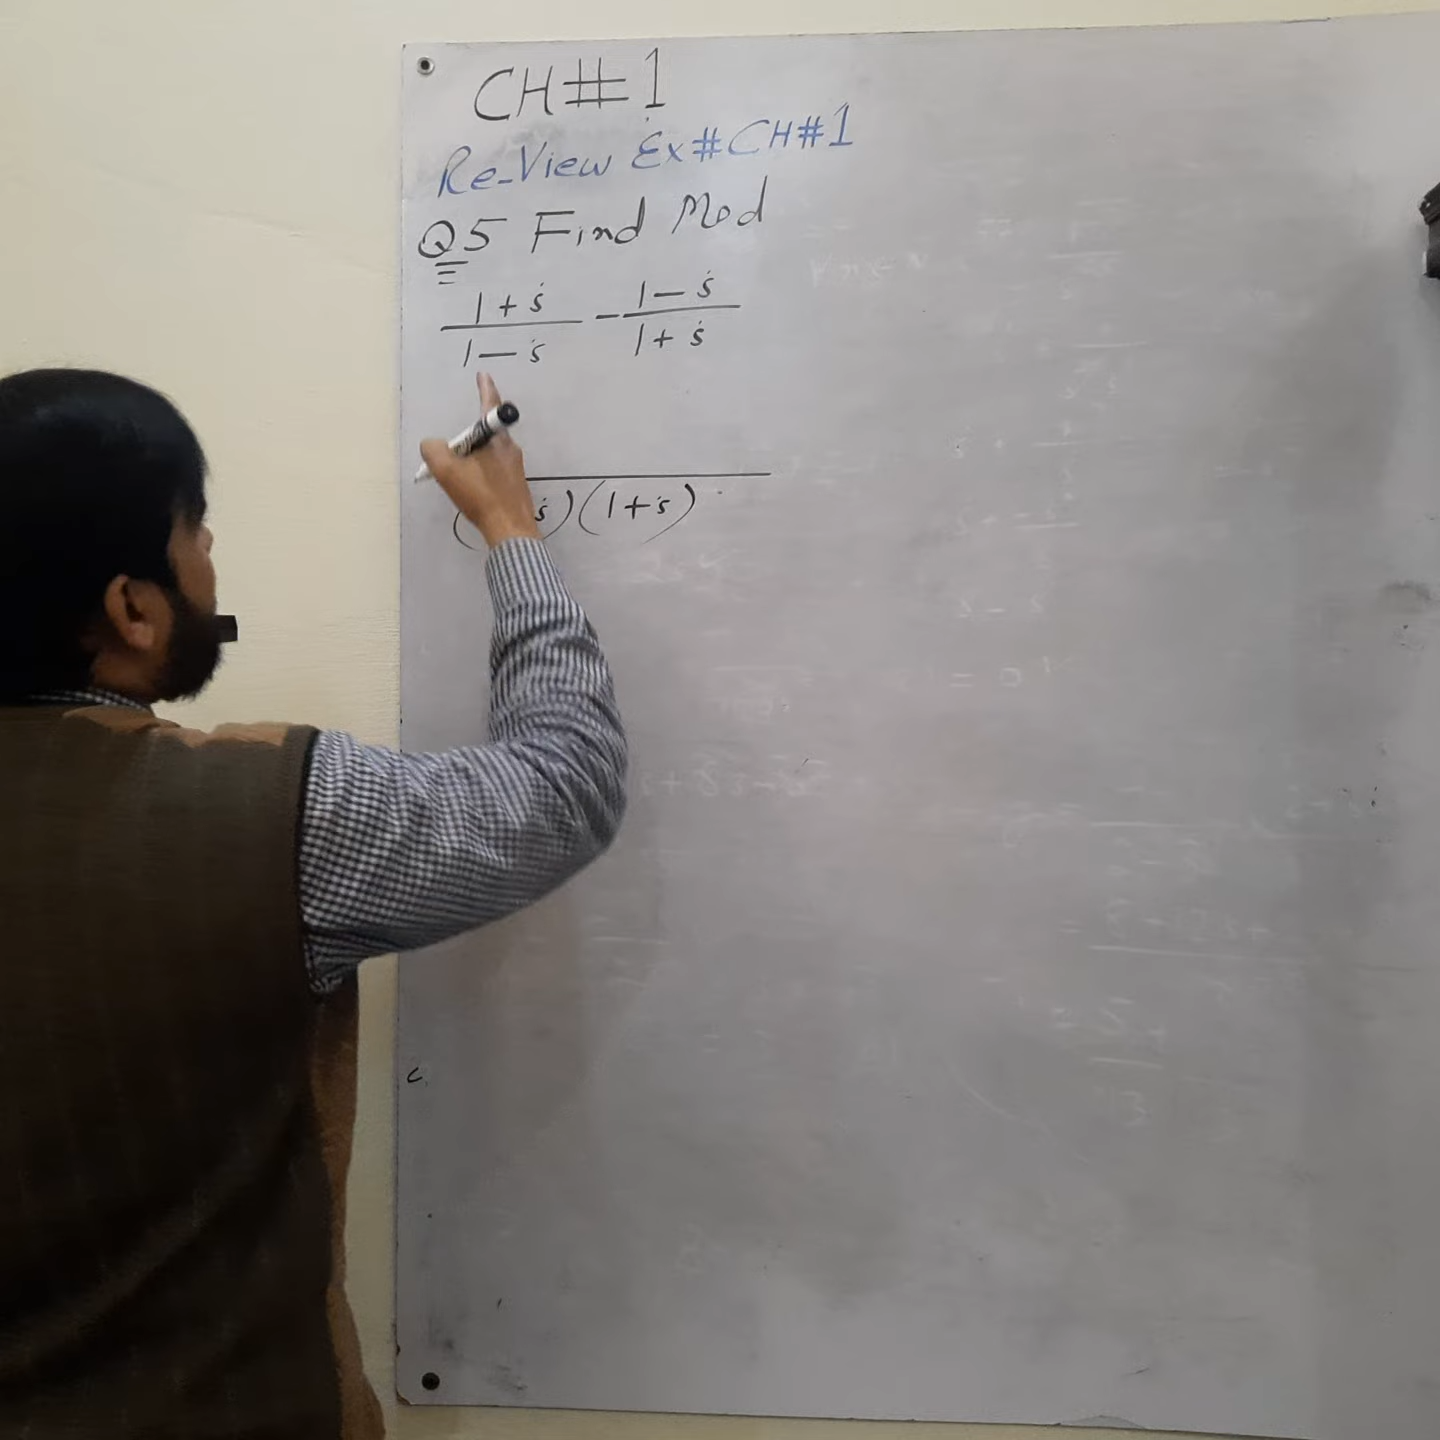 CH#1
Re-View Ex#CH#1
Q5 Find Mod
1+i/1-i - 1-i/1+i
i)(1+i)